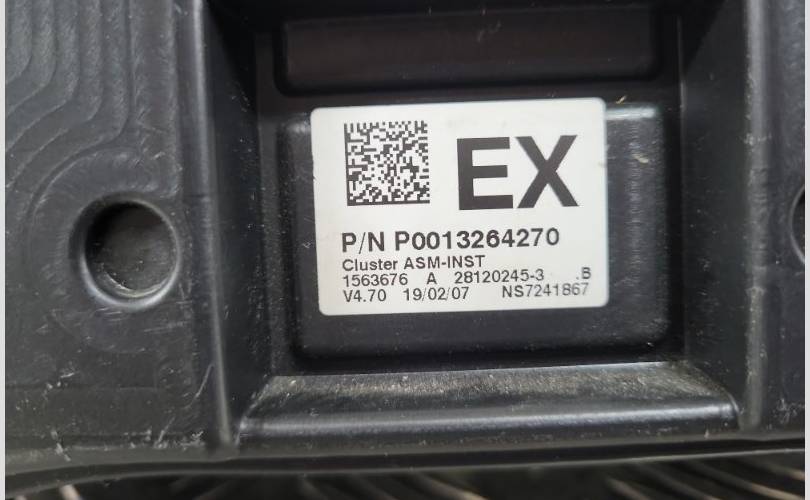 EX
P/N P0013264270
Cluster ASM-INST
1563676 A 28120245-3 .B
V4.70 19/02/07 NS7241867